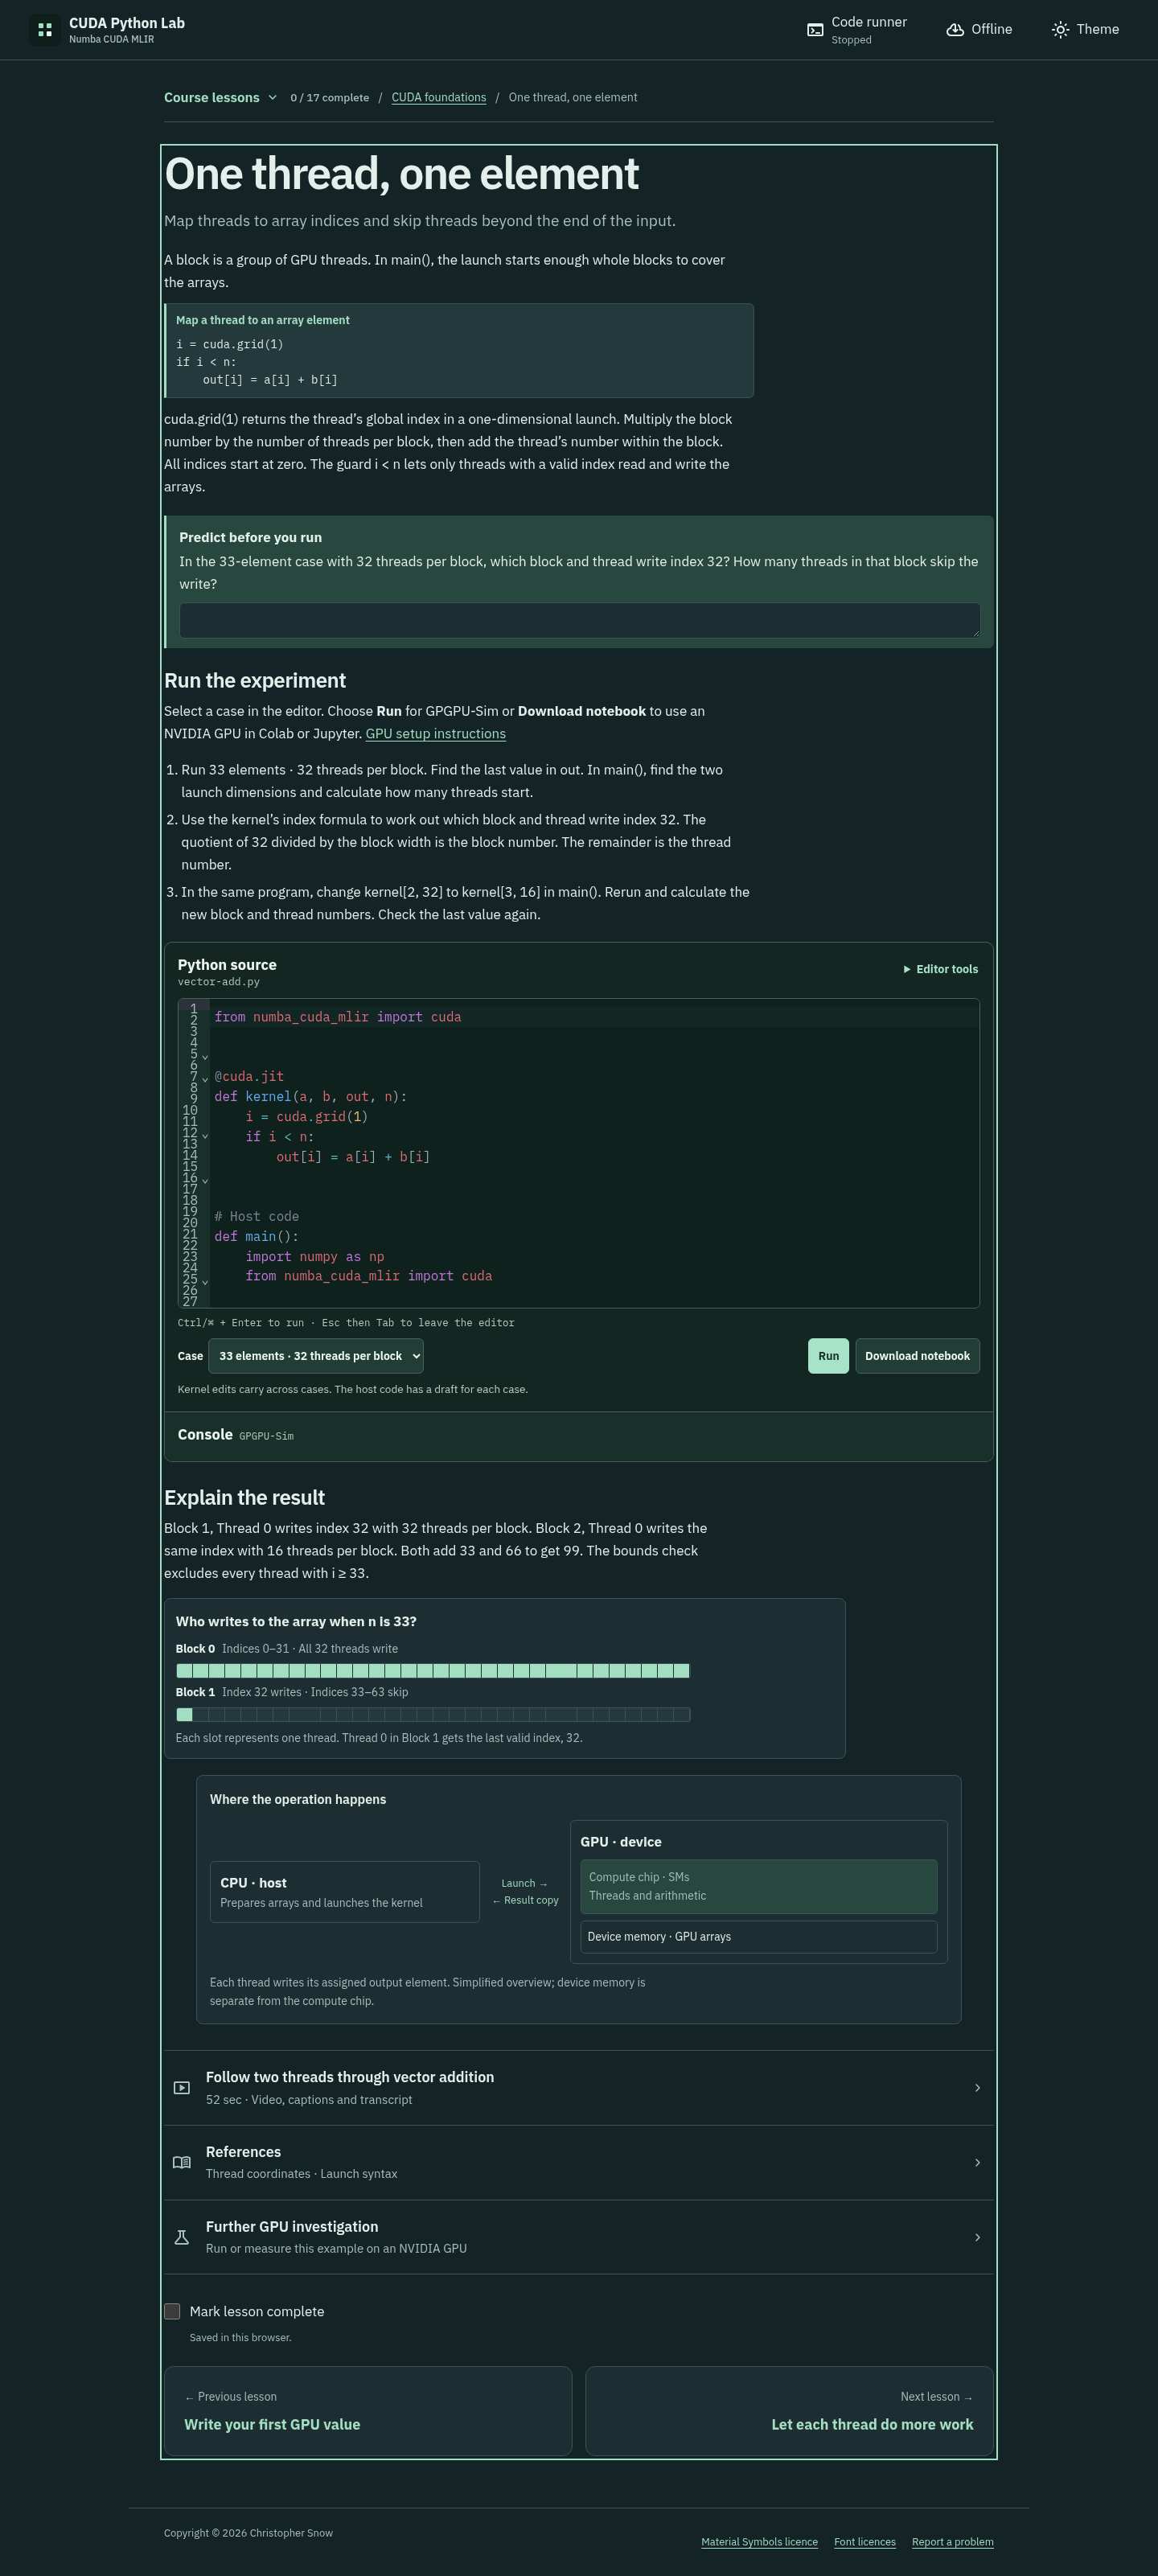 CUDA Python Lab
Numba CUDA MLIR
Code runner
Stopped
Offline
Theme
Course lessons 0 / 17 complete / CUDA foundations / One thread, one element
One thread, one element
Map threads to array indices and skip threads beyond the end of the input.
A block is a group of GPU threads. In main(), the launch starts enough whole blocks to cover
the arrays.
Map a thread to an array element
i = cuda.grid(1)
if i < n:
    out[i] = a[i] + b[i]
cuda.grid(1) returns the thread’s global index in a one-dimensional launch. Multiply the block
number by the number of threads per block, then add the thread’s number within the block.
All indices start at zero. The guard i < n lets only threads with a valid index read and write the
arrays.
Predict before you run
In the 33-element case with 32 threads per block, which block and thread write index 32? How many threads in that block skip the
write?
Run the experiment
Select a case in the editor. Choose Run for GPGPU-Sim or Download notebook to use an
NVIDIA GPU in Colab or Jupyter. GPU setup instructions
1. Run 33 elements · 32 threads per block. Find the last value in out. In main(), find the two
launch dimensions and calculate how many threads start.
2. Use the kernel’s index formula to work out which block and thread write index 32. The
quotient of 32 divided by the block width is the block number. The remainder is the thread
number.
3. In the same program, change kernel[2, 32] to kernel[3, 16] in main(). Rerun and calculate the
new block and thread numbers. Check the last value again.
Python source
vector-add.py
▶ Editor tools
1
2
3
4
5
6
7
8
9
10
11
12
13
14
15
16
17
18
19
20
21
22
23
24
25
26
27
from numba_cuda_mlir import cuda
@cuda.jit
def kernel(a, b, out, n):
    i = cuda.grid(1)
    if i < n:
        out[i] = a[i] + b[i]
# Host code
def main():
    import numpy as np
    from numba_cuda_mlir import cuda
Ctrl/⌘ + Enter to run · Esc then Tab to leave the editor
Case 33 elements · 32 threads per block
Run
Download notebook
Kernel edits carry across cases. The host code has a draft for each case.
Console GPGPU-Sim
Explain the result
Block 1, Thread 0 writes index 32 with 32 threads per block. Block 2, Thread 0 writes the
same index with 16 threads per block. Both add 33 and 66 to get 99. The bounds check
excludes every thread with i ≥ 33.
Who writes to the array when n is 33?
Block 0 Indices 0–31 · All 32 threads write
Block 1 Index 32 writes · Indices 33–63 skip
Each slot represents one thread. Thread 0 in Block 1 gets the last valid index, 32.
Where the operation happens
CPU · host
Prepares arrays and launches the kernel
Launch →
← Result copy
GPU · device
Compute chip · SMs
Threads and arithmetic
Device memory · GPU arrays
Each thread writes its assigned output element. Simplified overview; device memory is
separate from the compute chip.
Follow two threads through vector addition
52 sec · Video, captions and transcript
References
Thread coordinates · Launch syntax
Further GPU investigation
Run or measure this example on an NVIDIA GPU
Mark lesson complete
Saved in this browser.
← Previous lesson
Write your first GPU value
Next lesson →
Let each thread do more work
Copyright © 2026 Christopher Snow
Material Symbols licence
Font licences
Report a problem